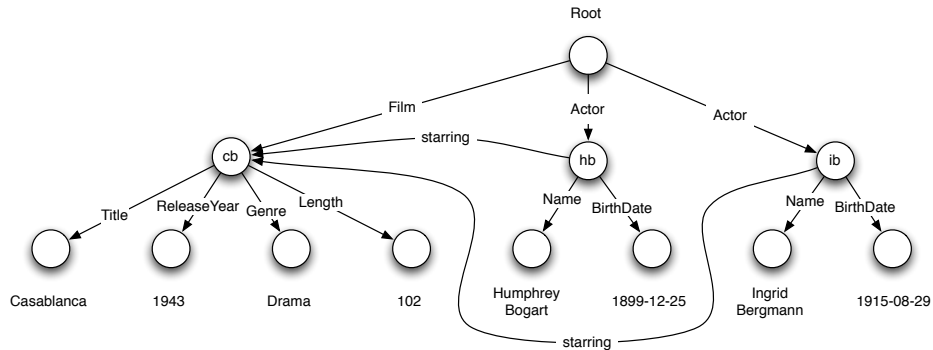 Root
Film
Actor
Actor
starring
cb
hb
ib
Title
ReleaseYear
Genre
Length
Name
BirthDate
Name
BirthDate
Casablanca
1943
Drama
102
Humphrey
Bogart
1899-12-25
Ingrid
Bergmann
1915-08-29
starring